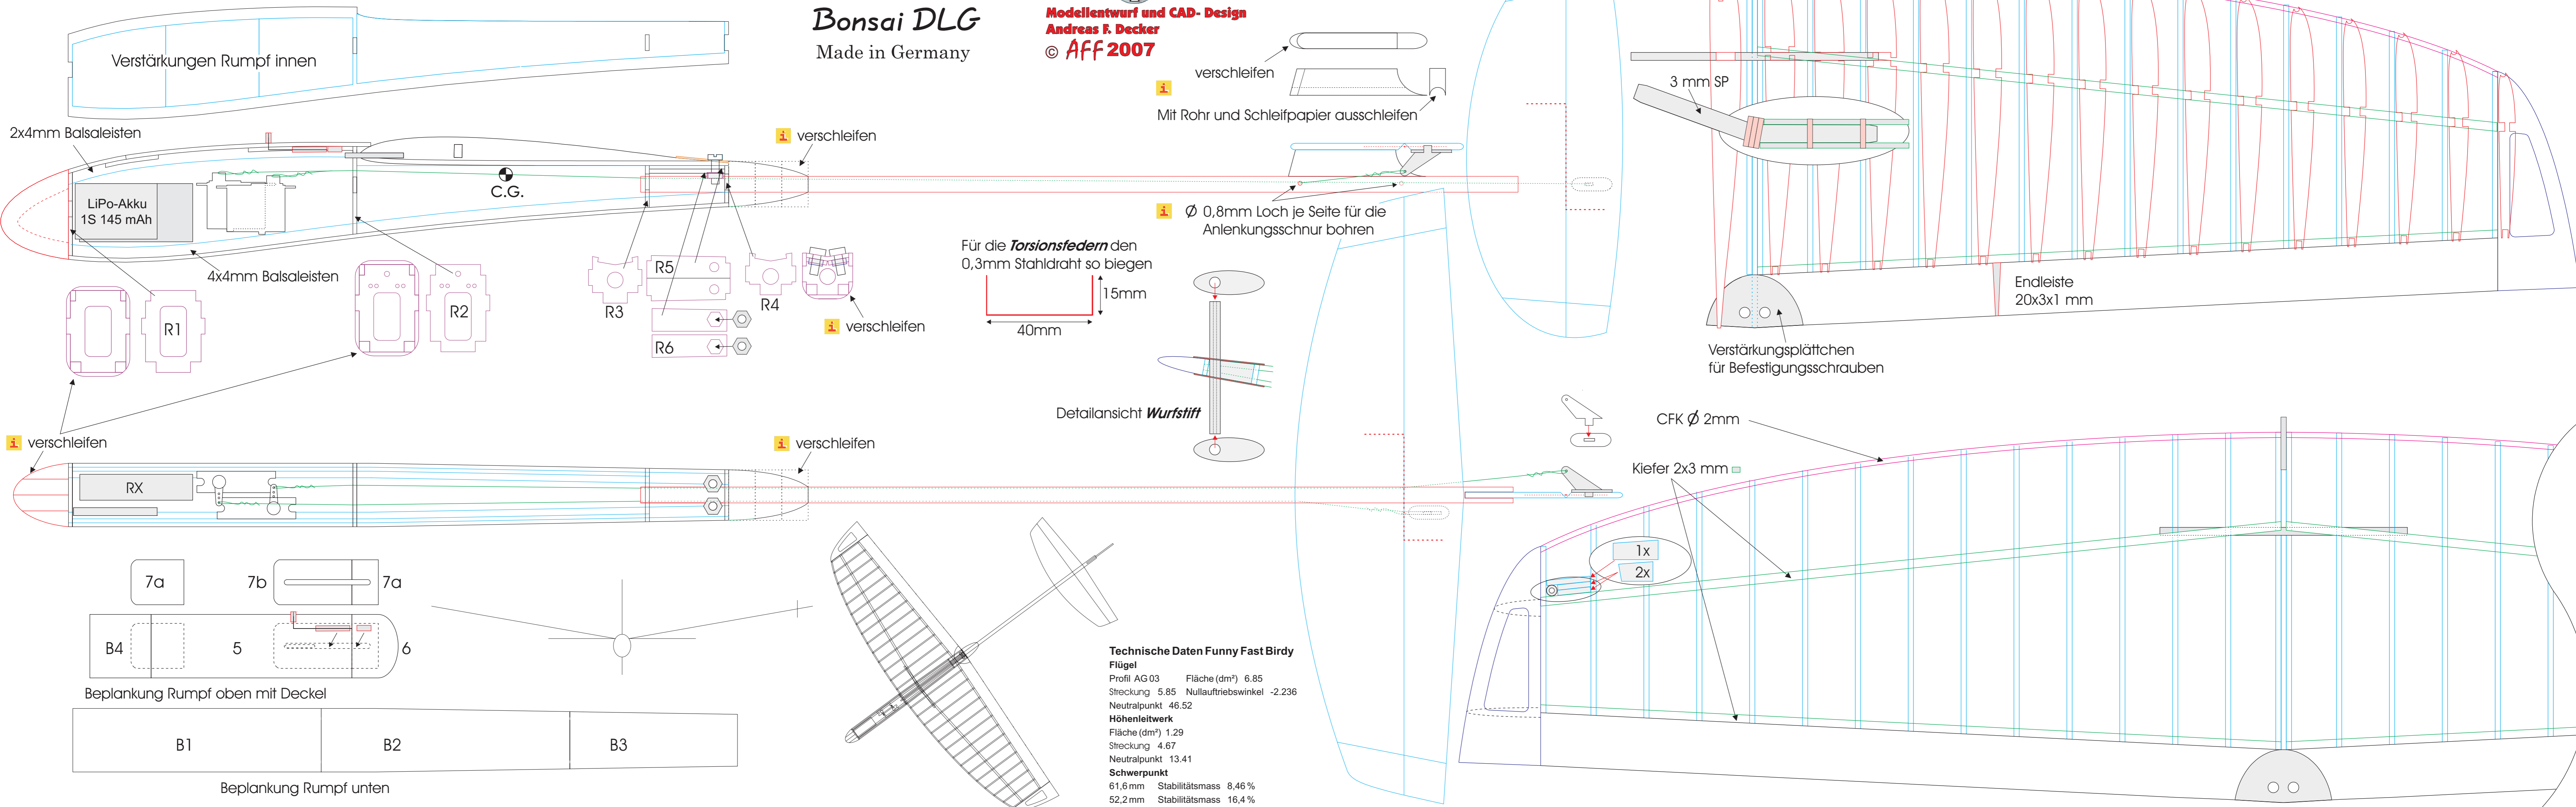 Bonsai DLG
Made in Germany
Modellentwurf und CAD- Design
Andreas F. Decker
© AFF 2007
Verstärkungen Rumpf innen
2x4mm Balsaleisten
LiPo-Akku
1S 145 mAh
4x4mm Balsaleisten
C.G.
i verschleifen
verschleifen
i
Mit Rohr und Schleifpapier ausschleifen
i Ø 0,8mm Loch je Seite für die
Anlenkungsschnur bohren
Für die Torsionsfedern den
0,3mm Stahldraht so biegen
15mm
40mm
R1
R2
R3
R5
R6
R4
i verschleifen
Detailansicht Wurfstift
3 mm SP
Endleiste
20x3x1 mm
Verstärkungsplättchen
für Befestigungsschrauben
i verschleifen
RX
i verschleifen
CFK Ø 2mm
Kiefer 2x3 mm
1x
2x
7a
7b
7a
B4
5
6
Beplankung Rumpf oben mit Deckel
B1
B2
B3
Beplankung Rumpf unten
Technische Daten Funny Fast Birdy
Flügel
Profil AG 03 Fläche (dm²) 6.85
Streckung 5.85 Nullauftriebswinkel -2.236
Neutralpunkt 46.52
Höhenleitwerk
Fläche (dm²) 1.29
Streckung 4.67
Neutralpunkt 13.41
Schwerpunkt
61,6 mm Stabilitätsmass 8,46 %
52,2 mm Stabilitätsmass 16,4 %